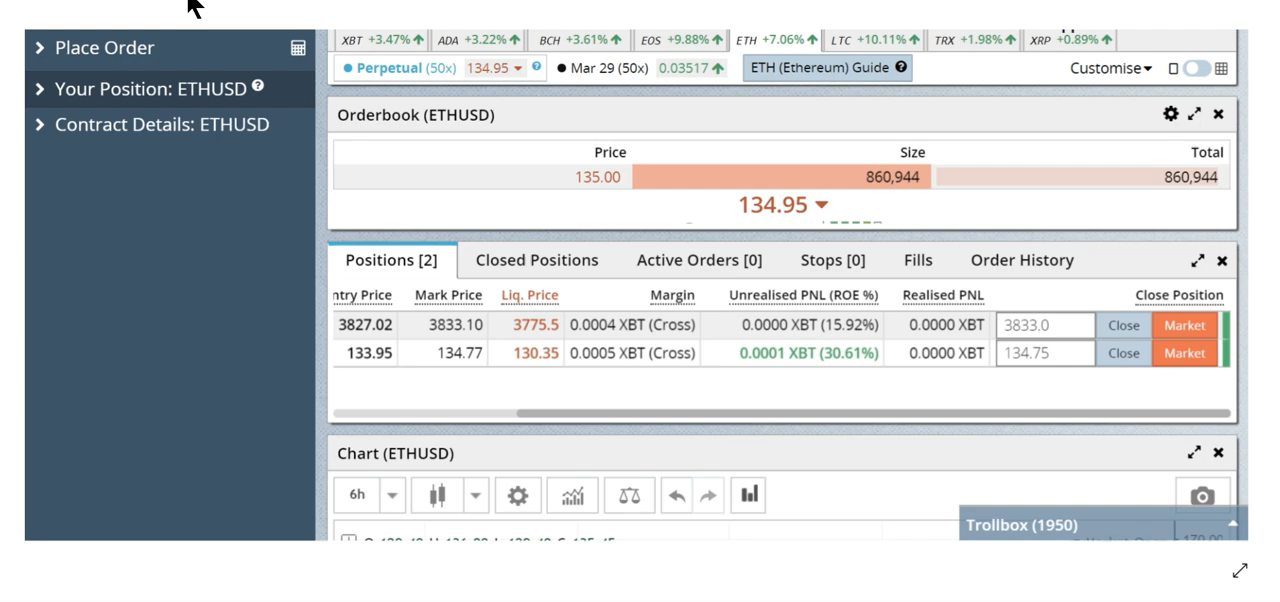 Place Order
Your Position: ETHUSD ?
Contract Details: ETHUSD
XBT +3.47% ADA +3.22% BCH +3.61% EOS +9.88% ETH +7.06% LTC +10.11% TRX +1.98% XRP +0.89%
Perpetual (50x) 134.95 ? Mar 29 (50x) 0.03517 ETH (Ethereum) Guide ? Customise
Orderbook (ETHUSD)
Price Size Total
135.00 860,944 860,944
134.95
Positions [2] Closed Positions Active Orders [0] Stops [0] Fills Order History
ntry Price Mark Price Liq. Price Margin Unrealised PNL (ROE %) Realised PNL Close Position
3827.02 3833.10 3775.5 0.0004 XBT (Cross) 0.0000 XBT (15.92%) 0.0000 XBT 3833.0 Close Market
133.95 134.77 130.35 0.0005 XBT (Cross) 0.0001 XBT (30.61%) 0.0000 XBT 134.75 Close Market
Chart (ETHUSD)
6h
Trollbox (1950)